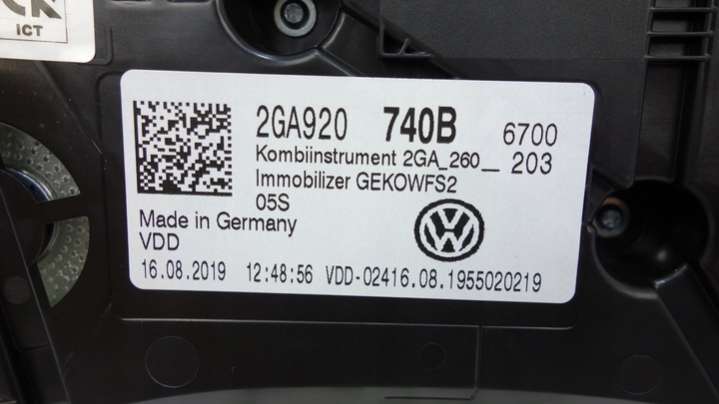 ICT
2GA920 740B 6700
Kombiinstrument 2GA_260__ 203
Immobilizer GEKOWFS2
05S
Made in Germany
VDD
16.08.2019 12:48:56 VDD-02416.08.1955020219